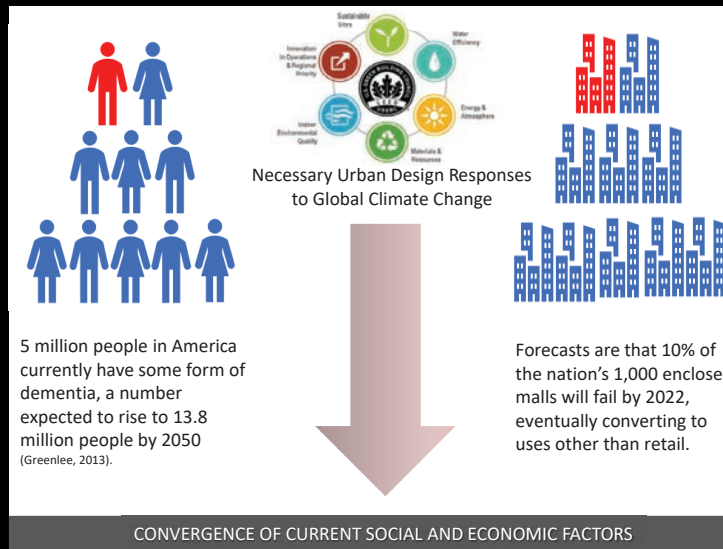 Sustainable
Sites
Innovation
in Operations
& Regional
Priority
Water
Efficiency
Indoor
Environmental
Quality
Energy &
Atmosphere
Materials &
Resources
LEED
Necessary Urban Design Responses
to Global Climate Change
5 million people in America
currently have some form of
dementia, a number
expected to rise to 13.8
million people by 2050
(Greenlee, 2013).
Forecasts are that 10% of
the nation's 1,000 enclose
malls will fail by 2022,
eventually converting to
uses other than retail.
CONVERGENCE OF CURRENT SOCIAL AND ECONOMIC FACTORS